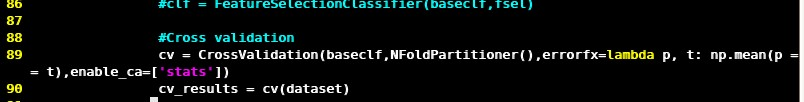 86 #clf = FeatureSelectionClassifier(baseclf,fsel)
87
88 #Cross validation
89 cv = CrossValidation(baseclf,NFoldPartitioner(),errorfx=lambda p, t: np.mean(p =
= t),enable_ca=['stats'])
90 cv_results = cv(dataset)